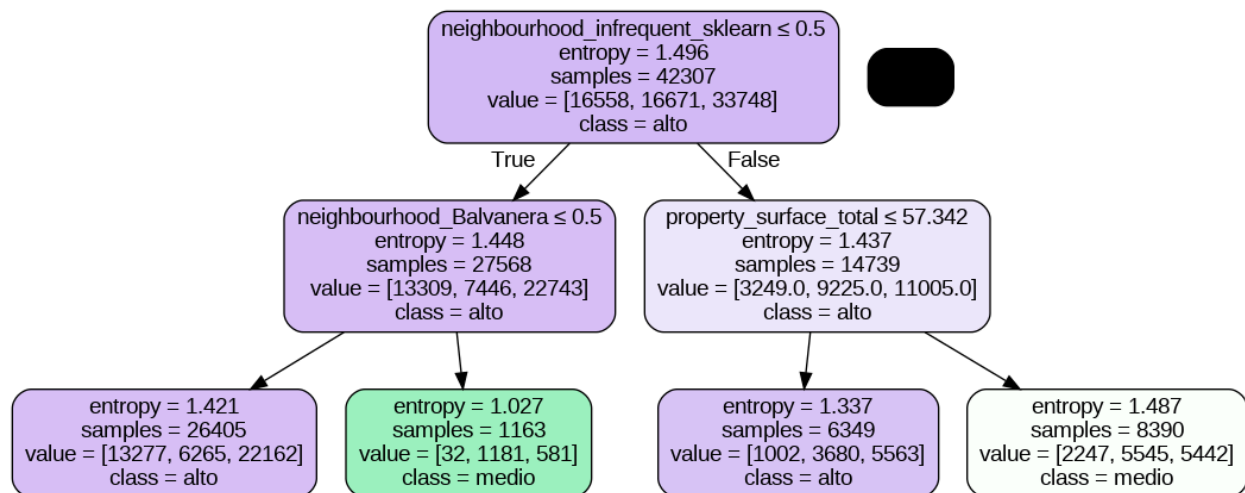 neighbourhood_infrequent_sklearn ≤ 0.5
entropy = 1.496
samples = 42307
value = [16558, 16671, 33748]
class = alto
True
False
neighbourhood_Balvanera ≤ 0.5
entropy = 1.448
samples = 27568
value = [13309, 7446, 22743]
class = alto
property_surface_total ≤ 57.342
entropy = 1.437
samples = 14739
value = [3249.0, 9225.0, 11005.0]
class = alto
entropy = 1.421
samples = 26405
value = [13277, 6265, 22162]
class = alto
entropy = 1.027
samples = 1163
value = [32, 1181, 581]
class = medio
entropy = 1.337
samples = 6349
value = [1002, 3680, 5563]
class = alto
entropy = 1.487
samples = 8390
value = [2247, 5545, 5442]
class = medio